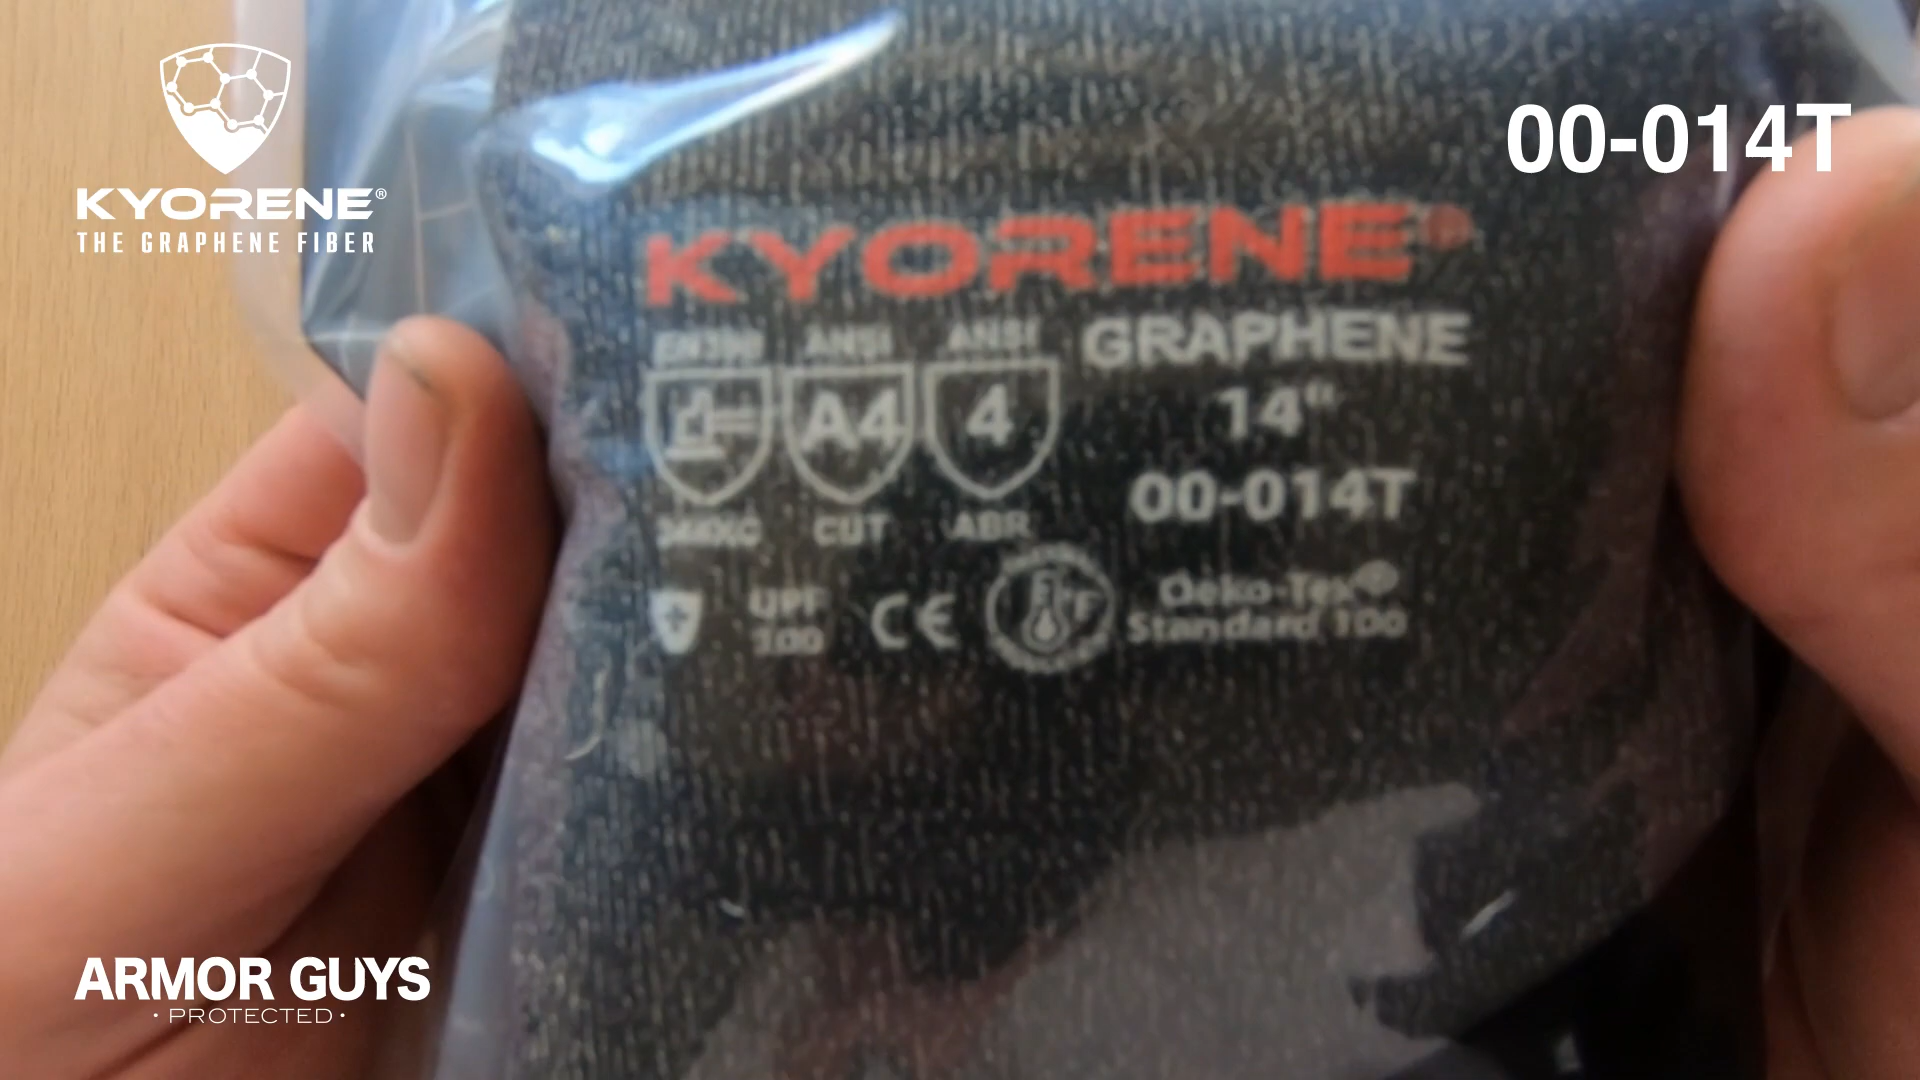 KYORENE®
THE GRAPHENE FIBER
00-014T
KYORENE®
EN388 ANSI ANSI
GRAPHENE
A4 4
14"
00-014T
CUT ABR
UPF
100
CE
F°F
Oeko-Tex®
Standard 100
ARMOR GUYS
• PROTECTED •